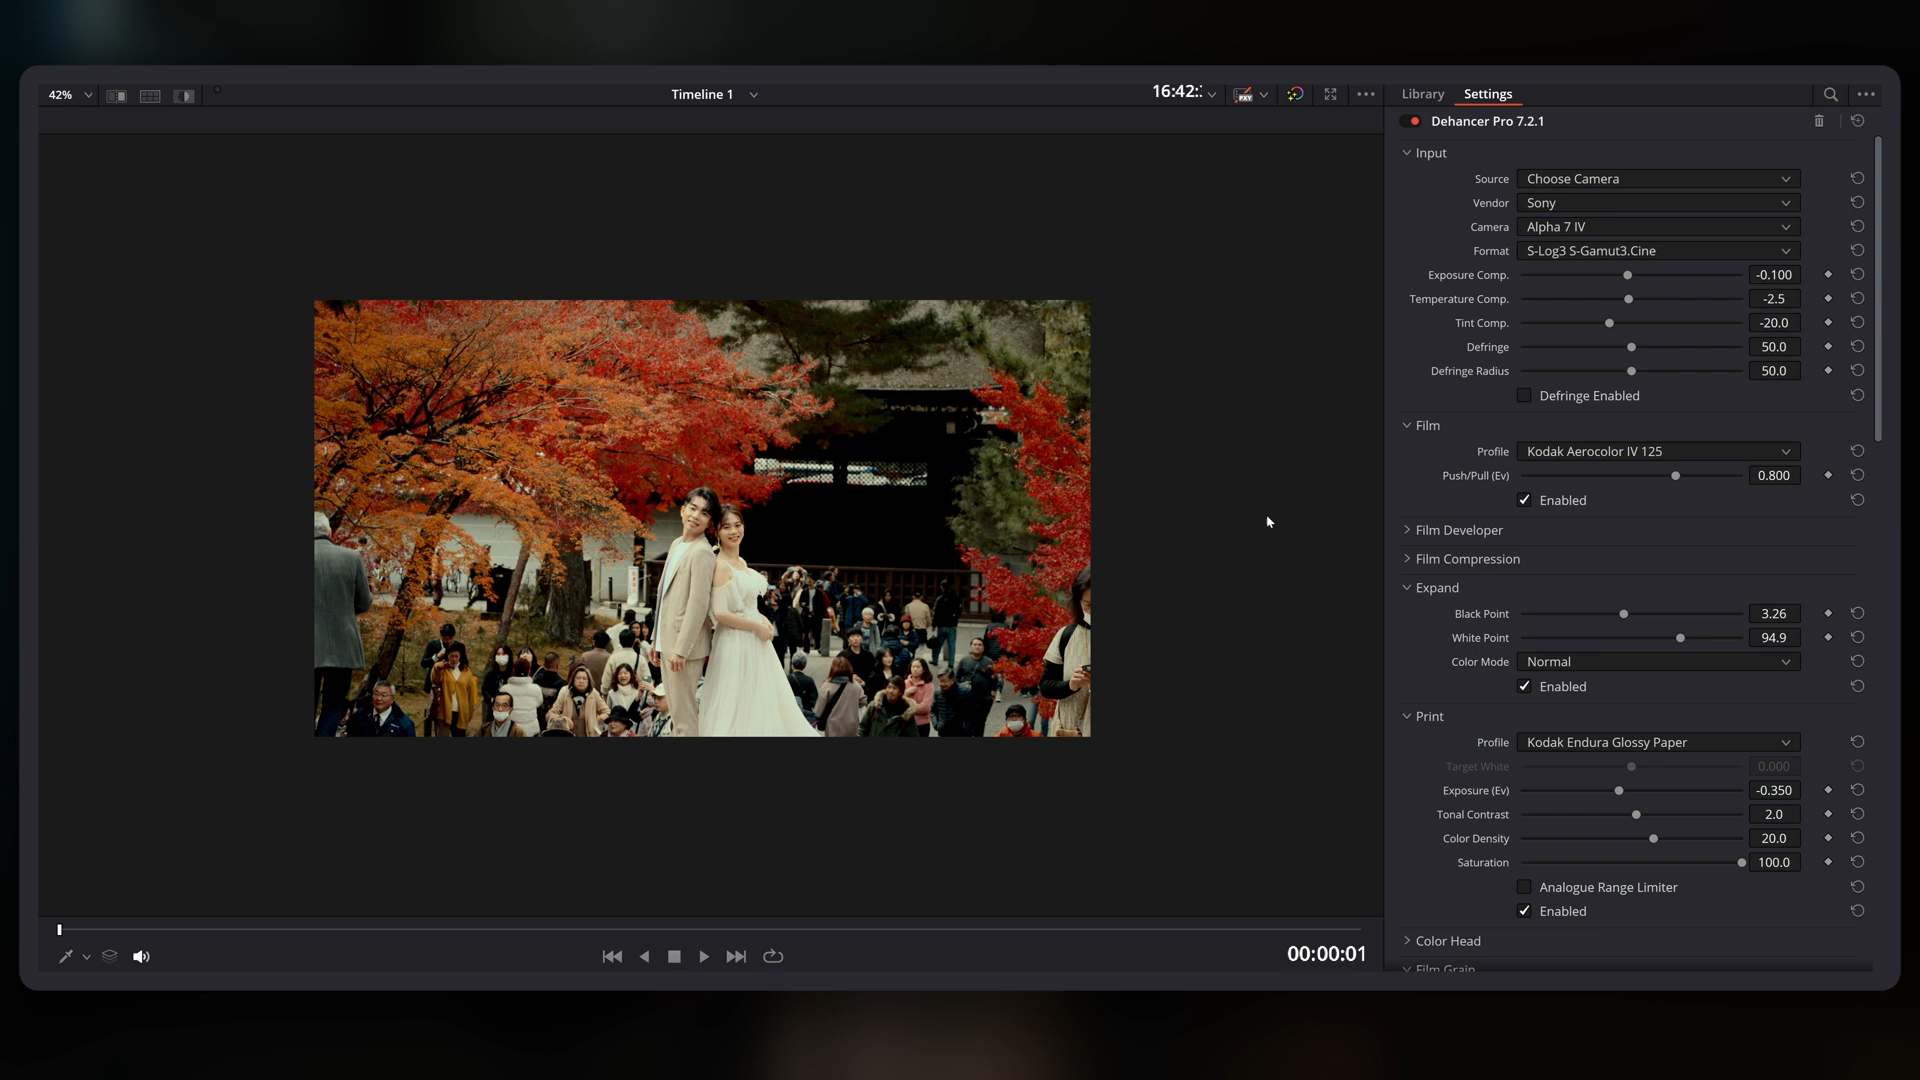 42%
Timeline 1
16:42:
PXY
Library
Settings
Dehancer Pro 7.2.1
Input
Source
Choose Camera
Vendor
Sony
Camera
Alpha 7 IV
Format
S-Log3 S-Gamut3.Cine
Exposure Comp.
-0.100
Temperature Comp.
-2.5
Tint Comp.
-20.0
Defringe
50.0
Defringe Radius
50.0
Defringe Enabled
Film
Profile
Kodak Aerocolor IV 125
Push/Pull (Ev)
0.800
Enabled
Film Developer
Film Compression
Expand
Black Point
3.26
White Point
94.9
Color Mode
Normal
Enabled
Print
Profile
Kodak Endura Glossy Paper
Target White
0.000
Exposure (Ev)
-0.350
Tonal Contrast
2.0
Color Density
20.0
Saturation
100.0
Analogue Range Limiter
Enabled
Color Head
Film Grain
00:00:01